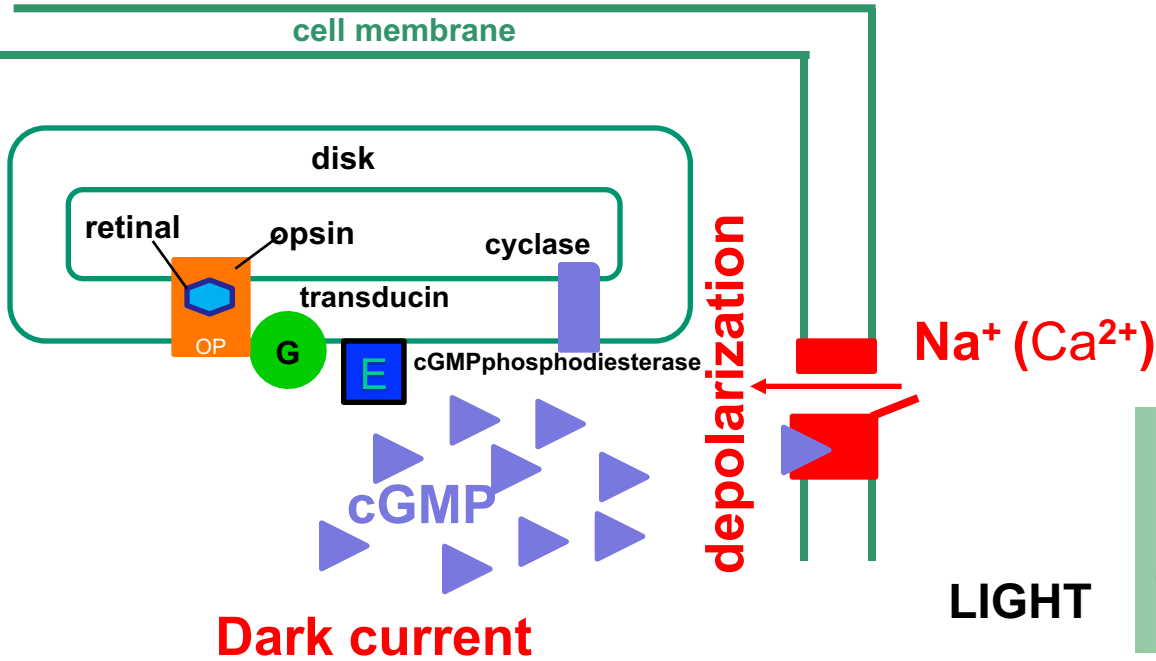 cell membrane
disk
retinal
opsin
cyclase
transducin
OP
G
E
cGMPphosphodiesterase
depolarization
Na⁺ (Ca²⁺)
cGMP
LIGHT
Dark current